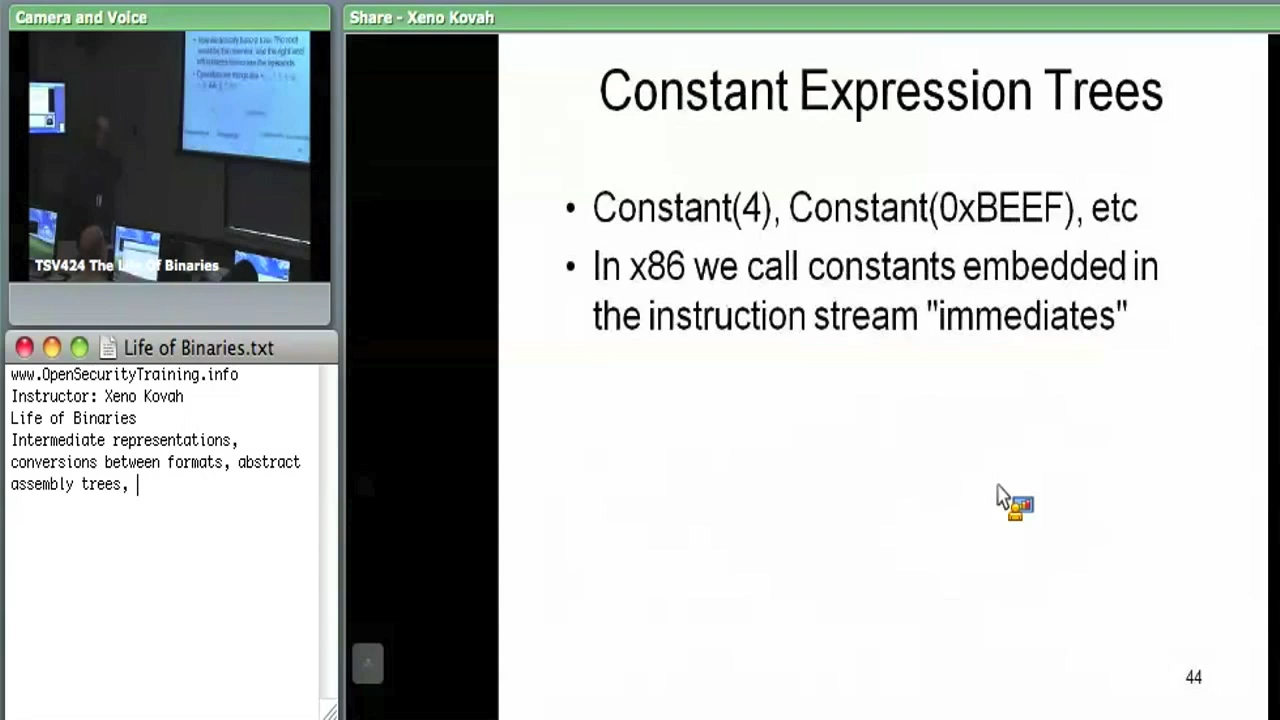 Camera and Voice
TSV424 The Life Of Binaries
Life of Binaries.txt
www.OpenSecurityTraining.info
Instructor: Xeno Kovah
Life of Binaries
Intermediate representations,
conversions between formats, abstract
assembly trees,
Share - Xeno Kovah
Constant Expression Trees
• Constant(4), Constant(0xBEEF), etc
• In x86 we call constants embedded in
the instruction stream "immediates"
44